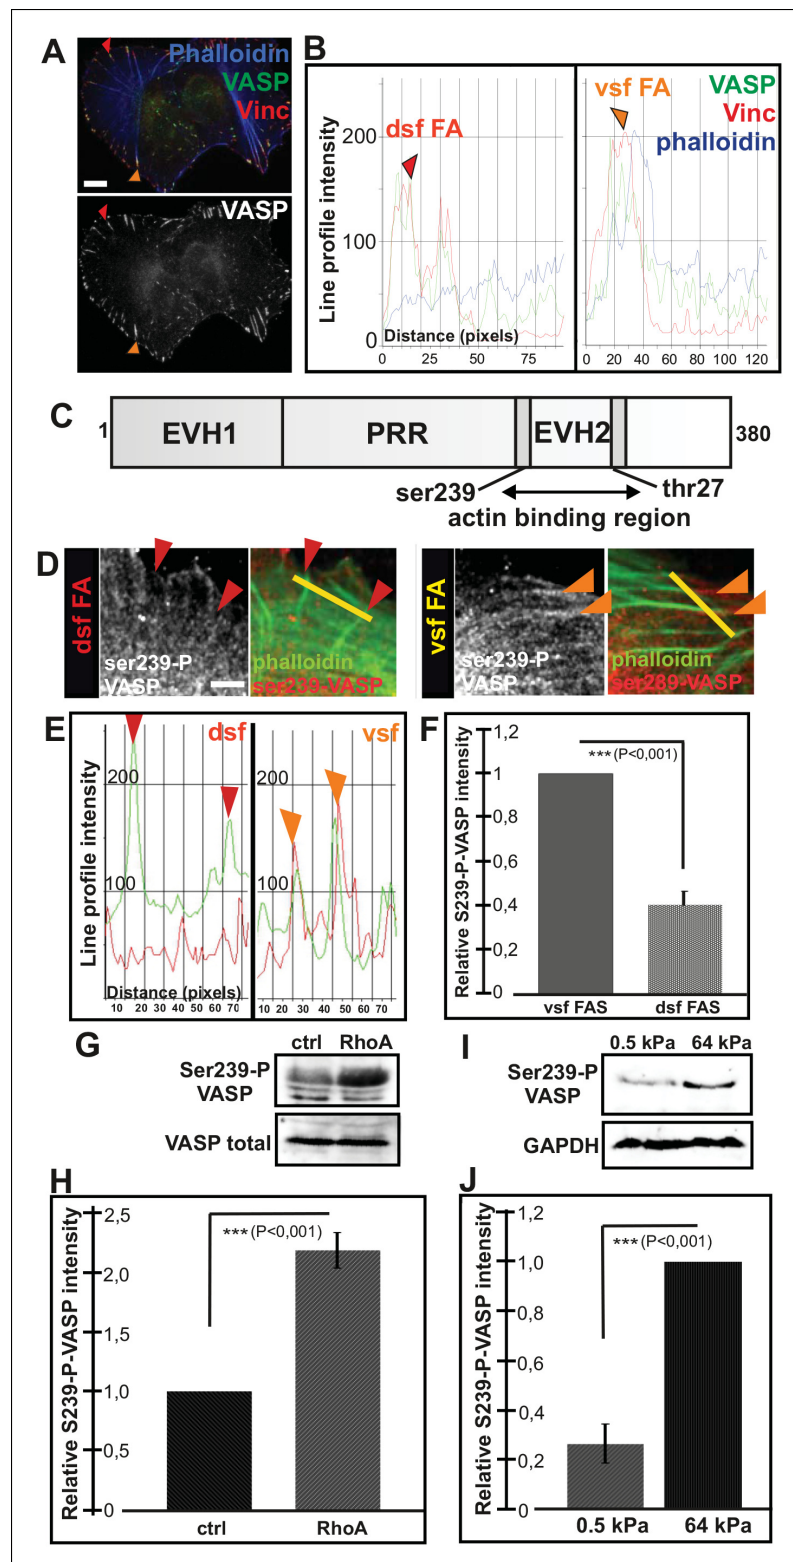 A
Phalloidin
VASP
Vinc
VASP
B
Line profile intensity
200
100
0
dsf FA
Distance (pixels)
0 25 50 75
vsf FA
VASP
Vinc
phalloidin
0 20 40 60 80 100 120
C
1
EVH1
PRR
EVH2
380
ser239
thr27
actin binding region
D
dsf FA
ser239-P
VASP
phalloidin
ser239-VASP
vsf FA
ser239-P
VASP
phalloidin
Ser289-VASP
E
Line profile intensity
dsf
200
100
Distance (pixels)
10 20 30 40 50 60 70
vsf
200
100
10 20 30 40 50 60 70
F
Relative S239-P-VASP intensity
1,2
1
0,8
0,6
0,4
0,2
0
***(P<0,001)
vsf FAS dsf FAS
G
ctrl RhoA
Ser239-P
VASP
VASP total
I
0.5 kPa 64 kPa
Ser239-P
VASP
GAPDH
H
Relative S239-P-VASP intensity
2,5
2,0
1,5
1,0
0,5
0
***(P<0,001)
ctrl RhoA
J
Relative S239-P-VASP intensity
1,2
1,0
0,8
0,6
0,4
0,2
0
***(P<0,001)
0.5 kPa 64 kPa